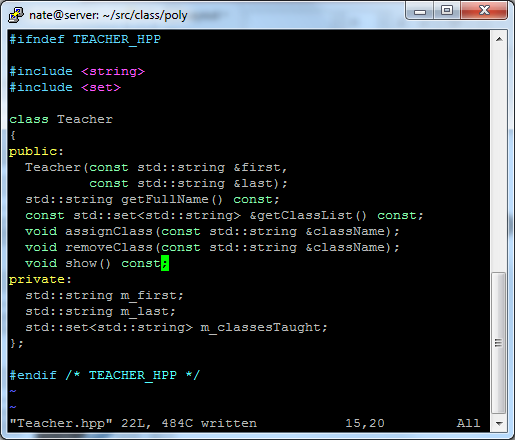 nate@server: ~/src/class/poly
#ifndef TEACHER_HPP
#include <string>
#include <set>
class Teacher
{
public:
  Teacher(const std::string &first,
          const std::string &last);
  std::string getFullName() const;
  const std::set<std::string> &getClassList() const;
  void assignClass(const std::string &className);
  void removeClass(const std::string &className);
  void show() const;
private:
  std::string m_first;
  std::string m_last;
  std::set<std::string> m_classesTaught;
};
#endif /* TEACHER_HPP */
~
~
"Teacher.hpp" 22L, 484C written 15,20 All